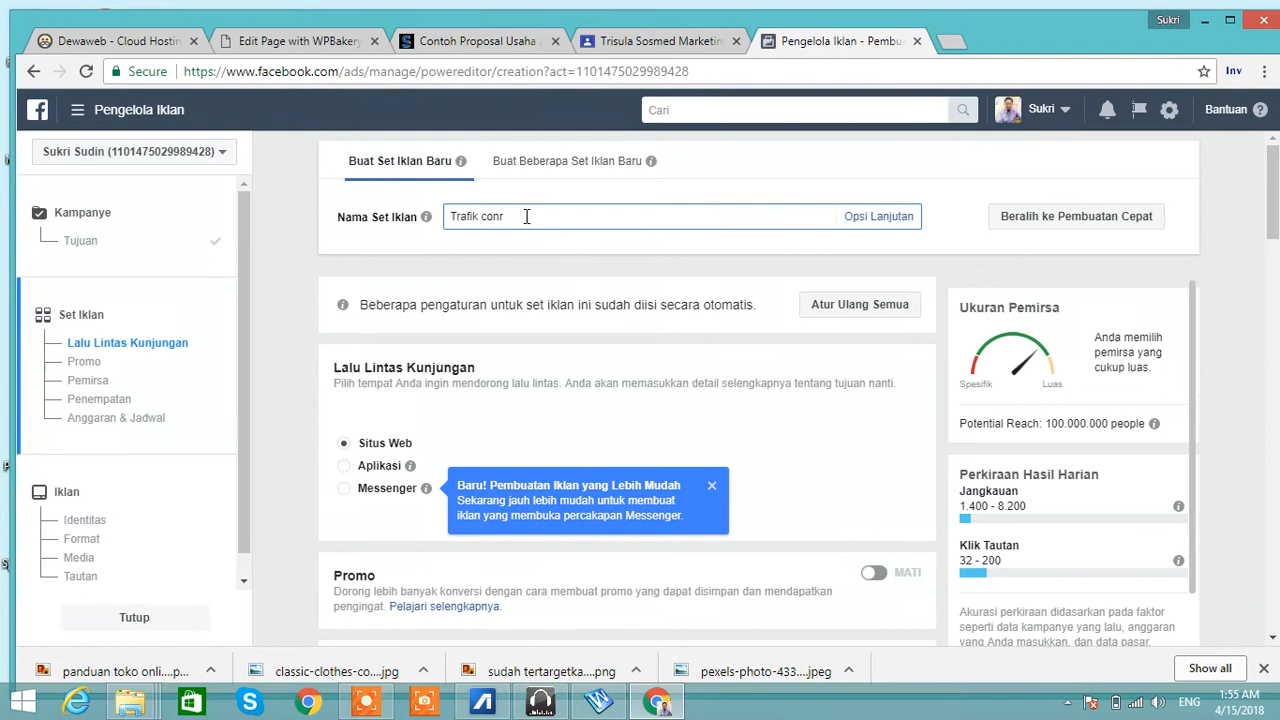 Sukri
Dewaweb - Cloud Hostin
Edit Page with WPBakery
Contoh Proposal Usaha
Trisula Sosmed Marketin
Pengelola Iklan - Pembu
Secure
https://www.facebook.com/ads/manage/powereditor/creation?act=1101475029989428
Inv
Pengelola Iklan
Cari
Sukri
Bantuan
Sukri Sudin (1101475029989428)
Kampanye
Tujuan
Set Iklan
Lalu Lintas Kunjungan
Promo
Pemirsa
Penempatan
Anggaran & Jadwal
Iklan
Identitas
Format
Media
Tautan
Tutup
Buat Set Iklan Baru
Buat Beberapa Set Iklan Baru
Nama Set Iklan
Trafik conr
Opsi Lanjutan
Beralih ke Pembuatan Cepat
Beberapa pengaturan untuk set iklan ini sudah diisi secara otomatis.
Atur Ulang Semua
Lalu Lintas Kunjungan
Pilih tempat Anda ingin mendorong lalu lintas. Anda akan memasukkan detail selengkapnya tentang tujuan nanti.
Situs Web
Aplikasi
Messenger
Baru! Pembuatan Iklan yang Lebih Mudah
Sekarang jauh lebih mudah untuk membuat
iklan yang membuka percakapan Messenger.
Promo
MATI
Dorong lebih banyak konversi dengan cara membuat promo yang dapat disimpan dan mendapatkan
pengingat. Pelajari selengkapnya.
Ukuran Pemirsa
Spesifik
Luas
Anda memilih
pemirsa yang
cukup luas.
Potential Reach: 100.000.000 people
Perkiraan Hasil Harian
Jangkauan
1.400 - 8.200
Klik Tautan
32 - 200
Akurasi perkiraan didasarkan pada faktor
seperti data kampanye yang lalu, anggaran
yang Anda masukkan, dan data pasar.
panduan toko onli....p...
classic-clothes-co....jpg
sudah tertargetka....png
pexels-photo-433....jpeg
Show all
ENG
1:55 AM
4/15/2018